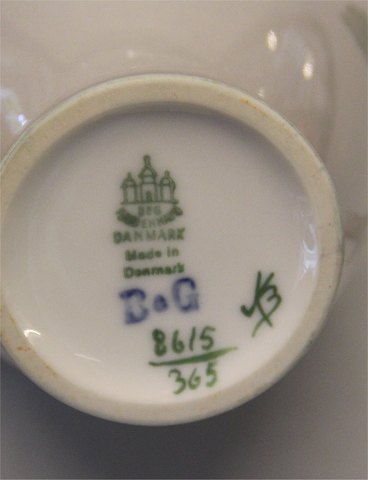 B&G
DANMARK
Made in
Denmark
B&G
8615
365